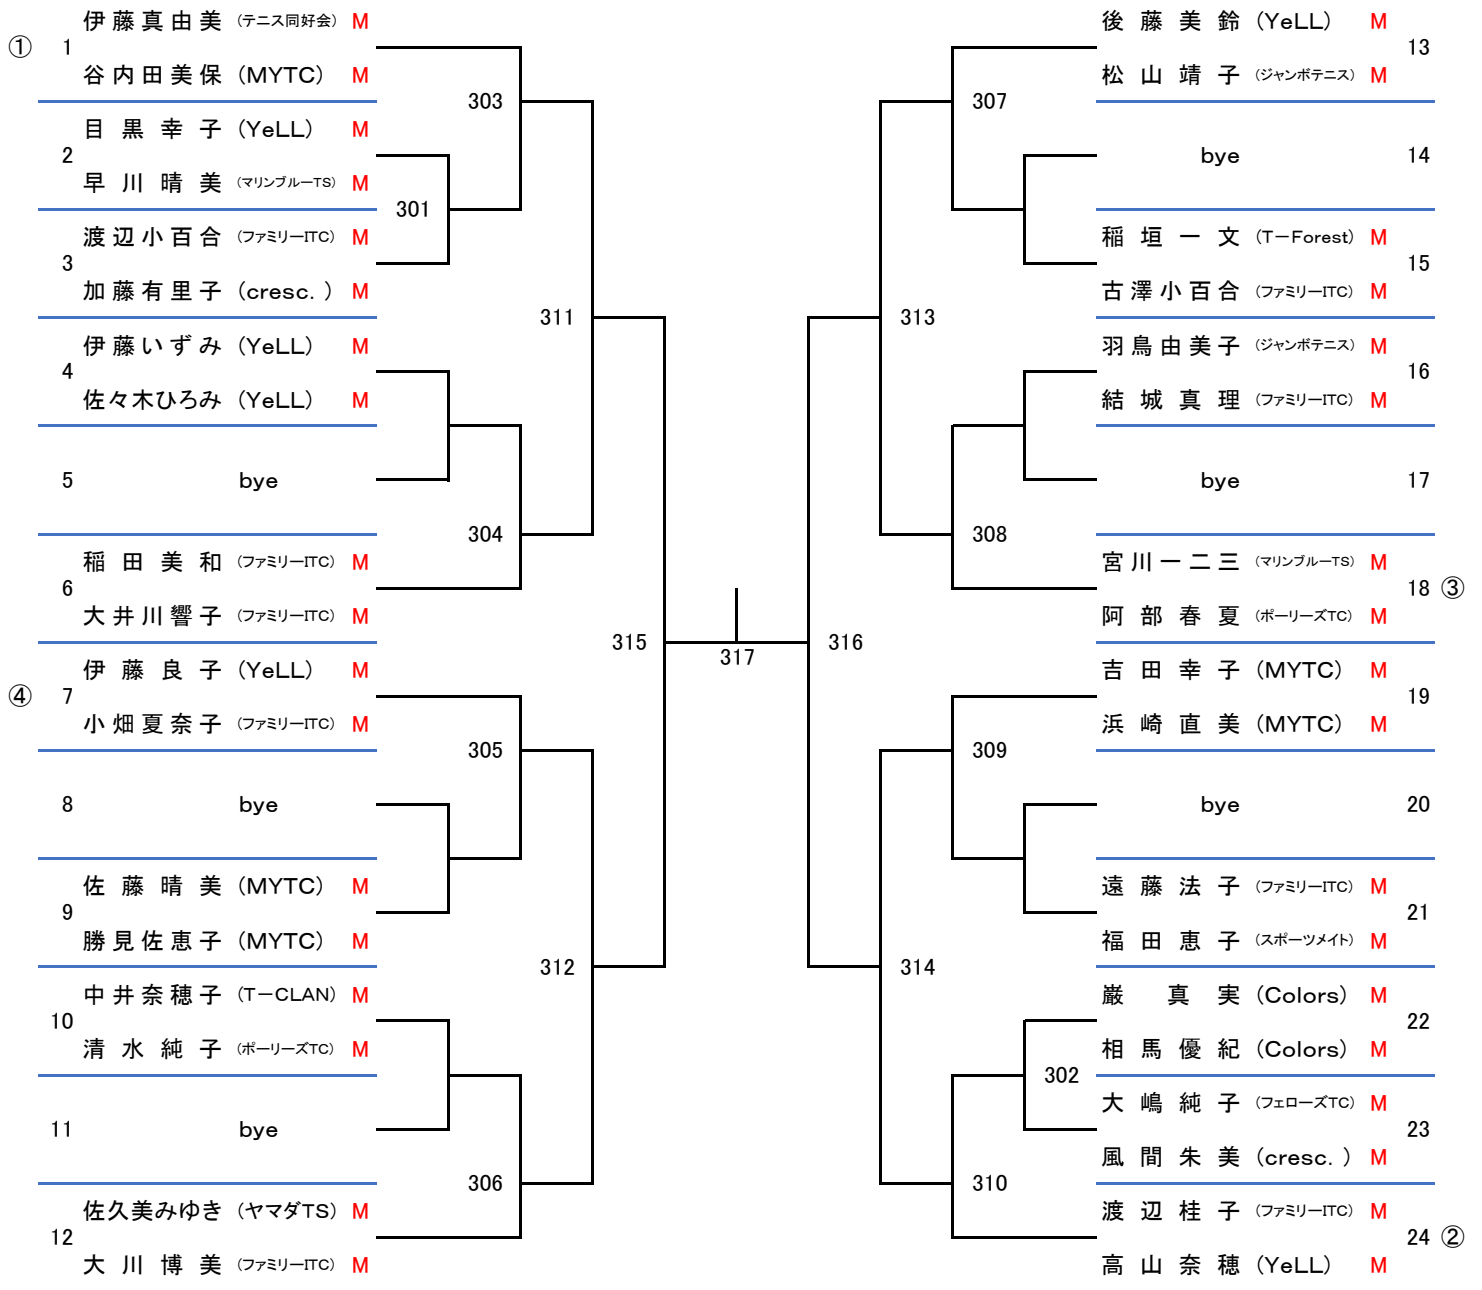 伊藤真由美 (テニス同好会) M
① 1
谷内田美保 (MYTC) M
目黒幸子 (YeLL) M
2
早川晴美 (マリンブルーTS) M
渡辺小百合 (ファミリーITC) M
3
加藤有里子 (cresc.) M
伊藤いずみ (YeLL) M
4
佐々木ひろみ (YeLL) M
5 bye
稲田美和 (ファミリーITC) M
6
大井川響子 (ファミリーITC) M
伊藤良子 (YeLL) M
④ 7
小畑夏奈子 (ファミリーITC) M
8 bye
佐藤晴美 (MYTC) M
9
勝見佐恵子 (MYTC) M
中井奈穂子 (T-CLAN) M
10
清水純子 (ポーリーズTC) M
11 bye
佐久美みゆき (ヤマダTS) M
12
大川博美 (ファミリーITC) M
303
301
311
304
315
305
312
306
317
307
313
308
316
309
314
302
310
後藤美鈴 (YeLL) M
13
松山靖子 (ジャンボテニス) M
bye 14
稲垣一文 (T-Forest) M
15
古澤小百合 (ファミリーITC) M
羽鳥由美子 (ジャンボテニス) M
16
結城真理 (ファミリーITC) M
bye 17
宮川一二三 (マリンブルーTS) M
18 ③
阿部春夏 (ポーリーズTC) M
吉田幸子 (MYTC) M
19
浜崎直美 (MYTC) M
bye 20
遠藤法子 (ファミリーITC) M
21
福田恵子 (スポーツメイト) M
巌真実 (Colors) M
22
相馬優紀 (Colors) M
大嶋純子 (フェローズTC) M
23
風間朱美 (cresc.) M
渡辺桂子 (ファミリーITC) M
24 ②
高山奈穂 (YeLL) M